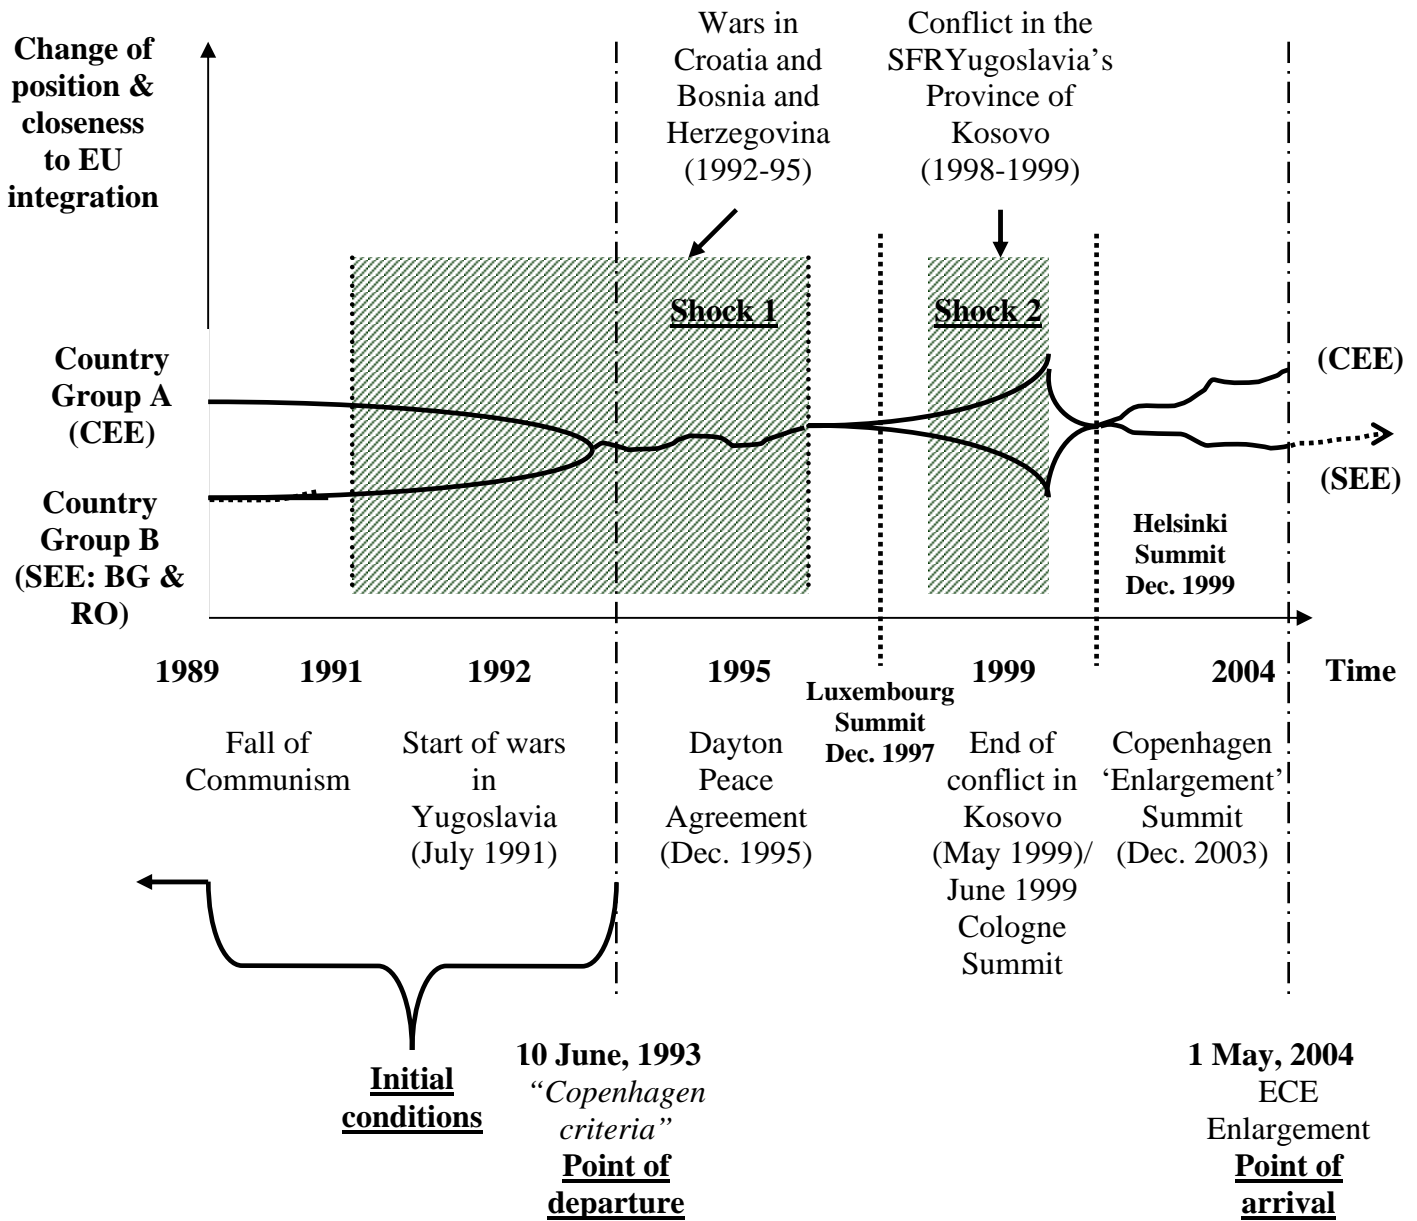 Change of
position &
closeness
to EU
integration
Wars in
Croatia and
Bosnia and
Herzegovina
(1992-95)
Conflict in the
SFRYugoslavia’s
Province of
Kosovo
(1998-1999)
Shock 1
Shock 2
Country
Group A
(CEE)
Country
Group B
(SEE: BG &
RO)
(CEE)
(SEE)
Helsinki
Summit
Dec. 1999
1989
1991
1992
1995
1999
2004
Time
Luxembourg
Summit
Dec. 1997
Fall of
Communism
Start of wars
in
Yugoslavia
(July 1991)
Dayton
Peace
Agreement
(Dec. 1995)
End of
conflict in
Kosovo
(May 1999)/
June 1999
Cologne
Summit
Copenhagen
‘Enlargement’
Summit
(Dec. 2003)
Initial
conditions
10 June, 1993
“Copenhagen
criteria”
Point of
departure
1 May, 2004
ECE
Enlargement
Point of
arrival